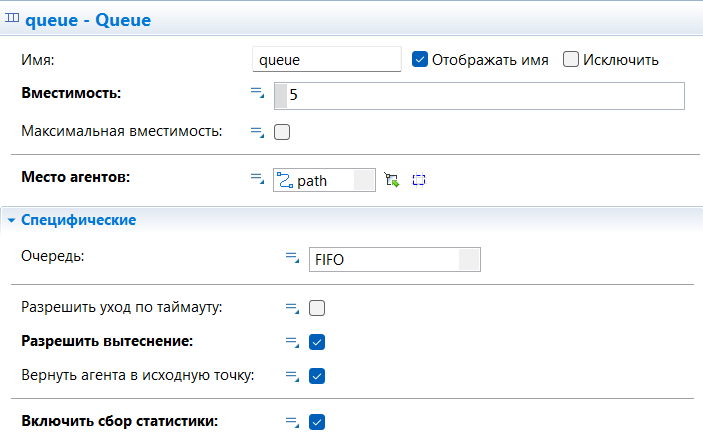 queue - Queue
Имя: queue Отображать имя Исключить
Вместимость: 5
Максимальная вместимость:
Место агентов: path
Специфические
Очередь: FIFO
Разрешить уход по таймауту:
Разрешить вытеснение:
Вернуть агента в исходную точку:
Включить сбор статистики: